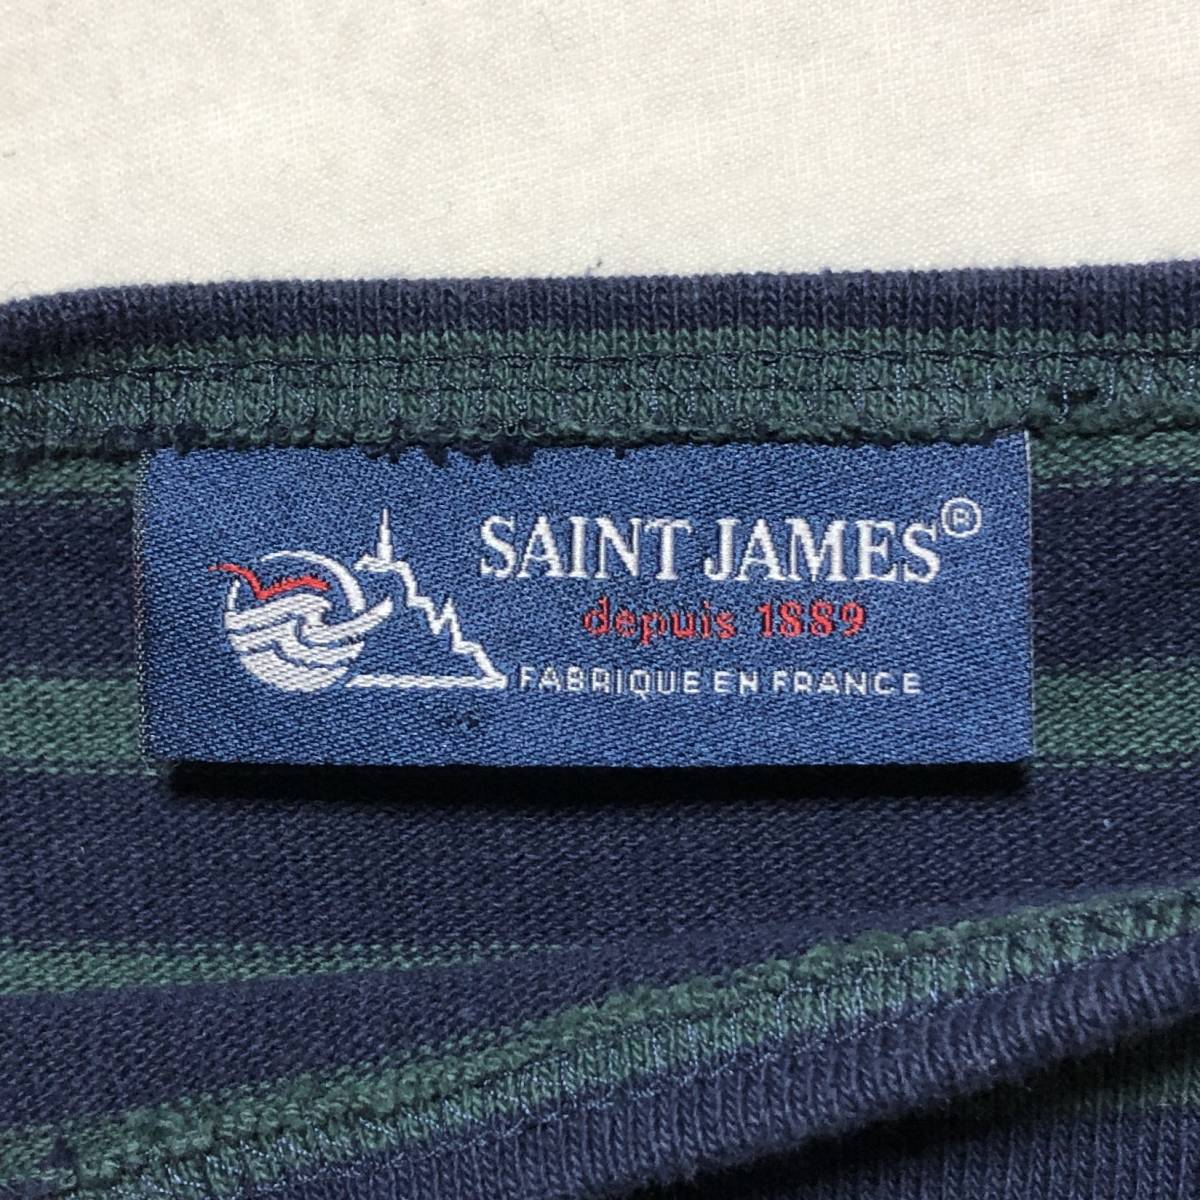 SAINT JAMES®
depuis 1889
FABRIQUE EN FRANCE